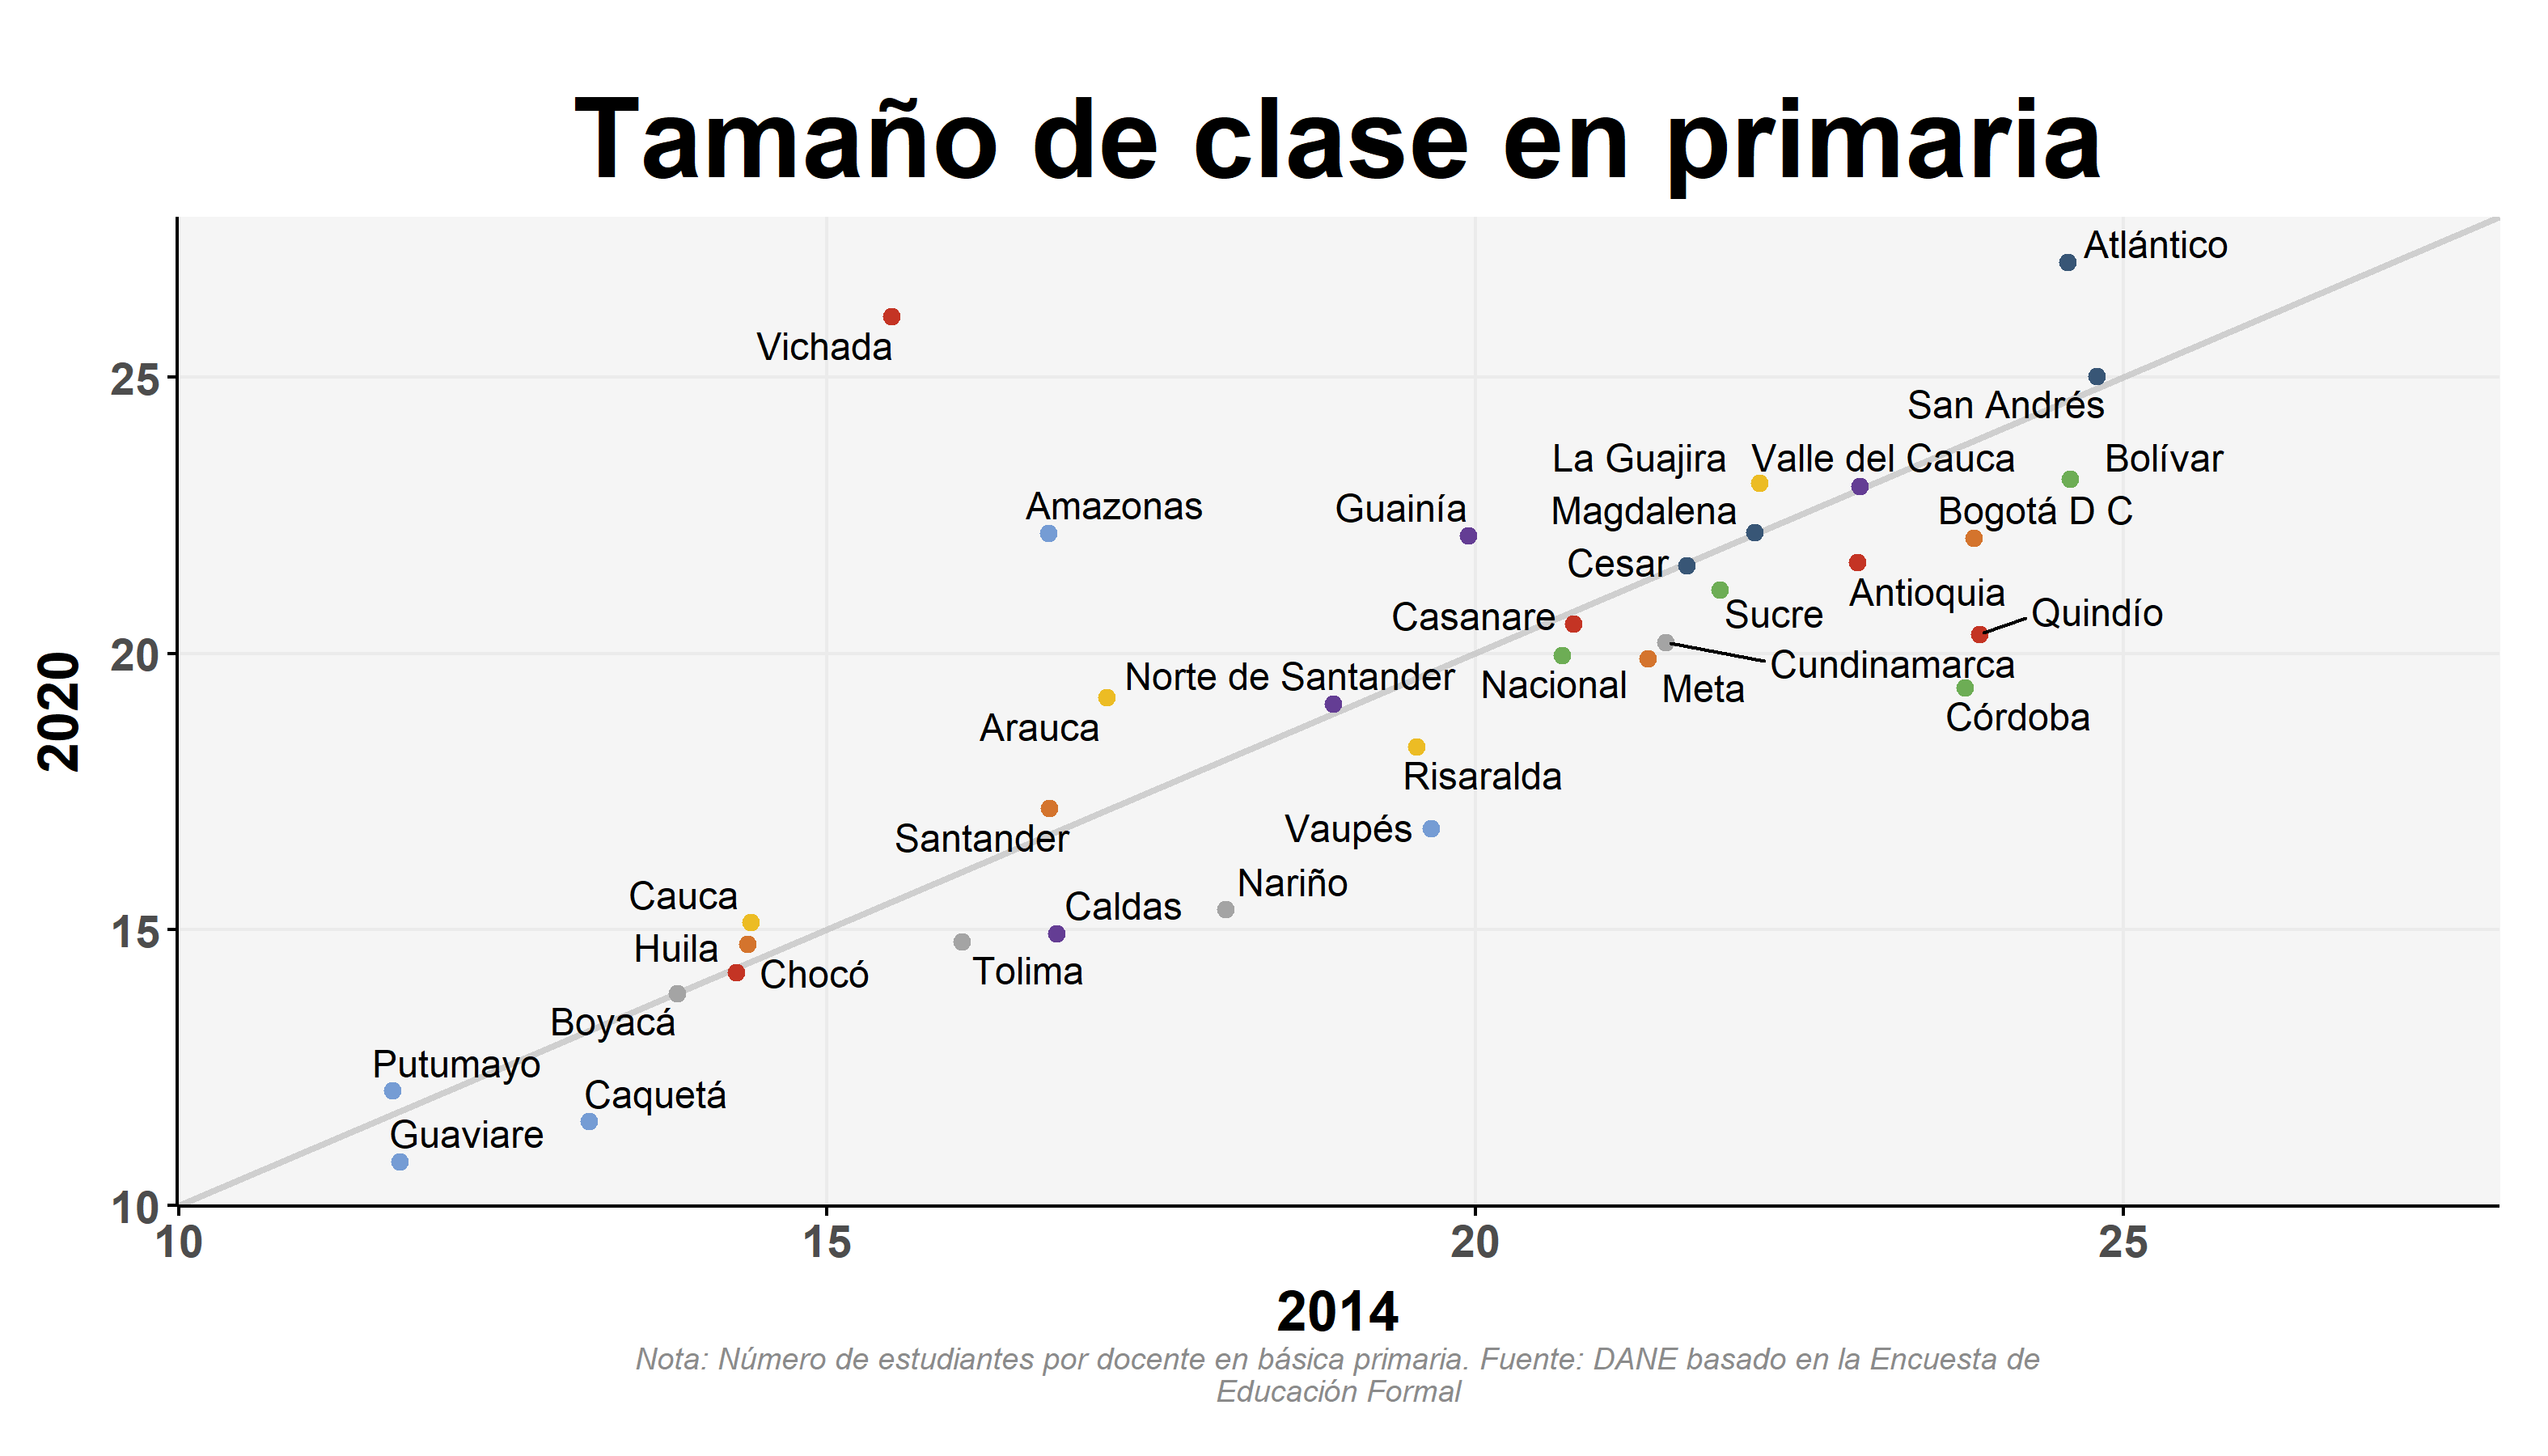 Tamaño de clase en primaria
Atlántico
Vichada
25
San Andrés
La Guajira
Valle del Cauca
Bolívar
Amazonas
Guainía
Magdalena
Bogotá D C
Cesar
Antioquia
Casanare
Sucre
Quindío
20
Cundinamarca
Norte de Santander
Nacional
Meta
2020
Arauca
Córdoba
Risaralda
Santander
Vaupés
Nariño
Cauca
Caldas
15
Huila
Chocó
Tolima
Boyacá
Putumayo
Caquetá
Guaviare
10
10
15
20
25
2014
Nota: Número de estudiantes por docente en básica primaria. Fuente: DANE basado en la Encuesta de
Educación Formal